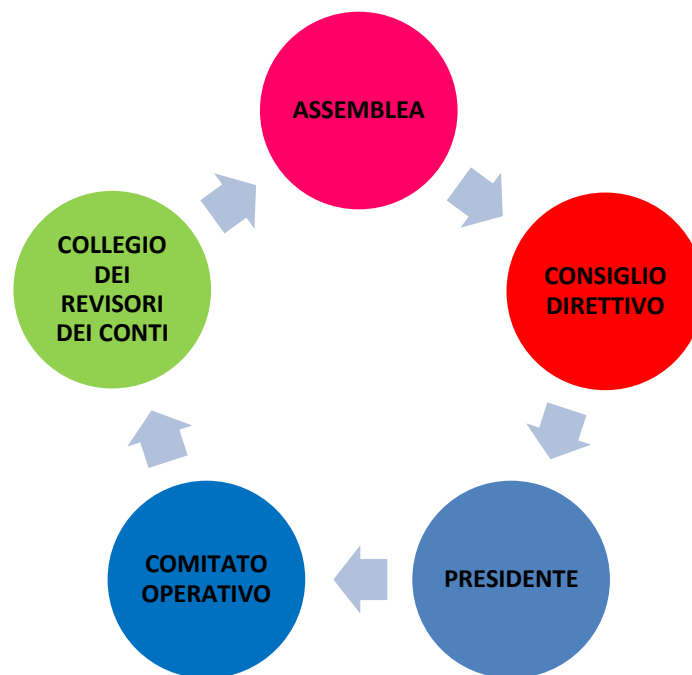 ASSEMBLEA
CONSIGLIO
DIRETTIVO
PRESIDENTE
COMITATO
OPERATIVO
COLLEGIO
DEI
REVISORI
DEI CONTI